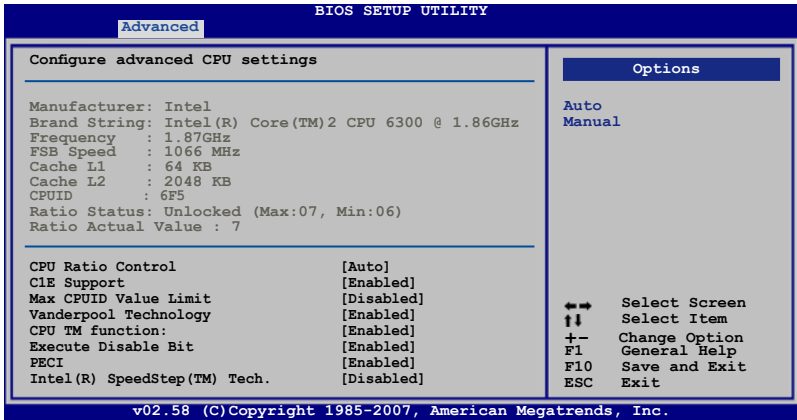 BIOS SETUP UTILITY
Advanced
Configure advanced CPU settings
Manufacturer: Intel
Brand String: Intel(R) Core(TM)2 CPU 6300 @ 1.86GHz
Frequency : 1.87GHz
FSB Speed : 1066 MHz
Cache L1 : 64 KB
Cache L2 : 2048 KB
CPUID : 6F5
Ratio Status: Unlocked (Max:07, Min:06)
Ratio Actual Value : 7
CPU Ratio Control [Auto]
C1E Support [Enabled]
Max CPUID Value Limit [Disabled]
Vanderpool Technology [Enabled]
CPU TM function: [Enabled]
Execute Disable Bit [Enabled]
PECI [Enabled]
Intel(R) SpeedStep(TM) Tech. [Disabled]
Options
Auto
Manual
←→ Select Screen
↑↓ Select Item
+- Change Option
F1 General Help
F10 Save and Exit
ESC Exit
v02.58 (C)Copyright 1985-2007, American Megatrends, Inc.